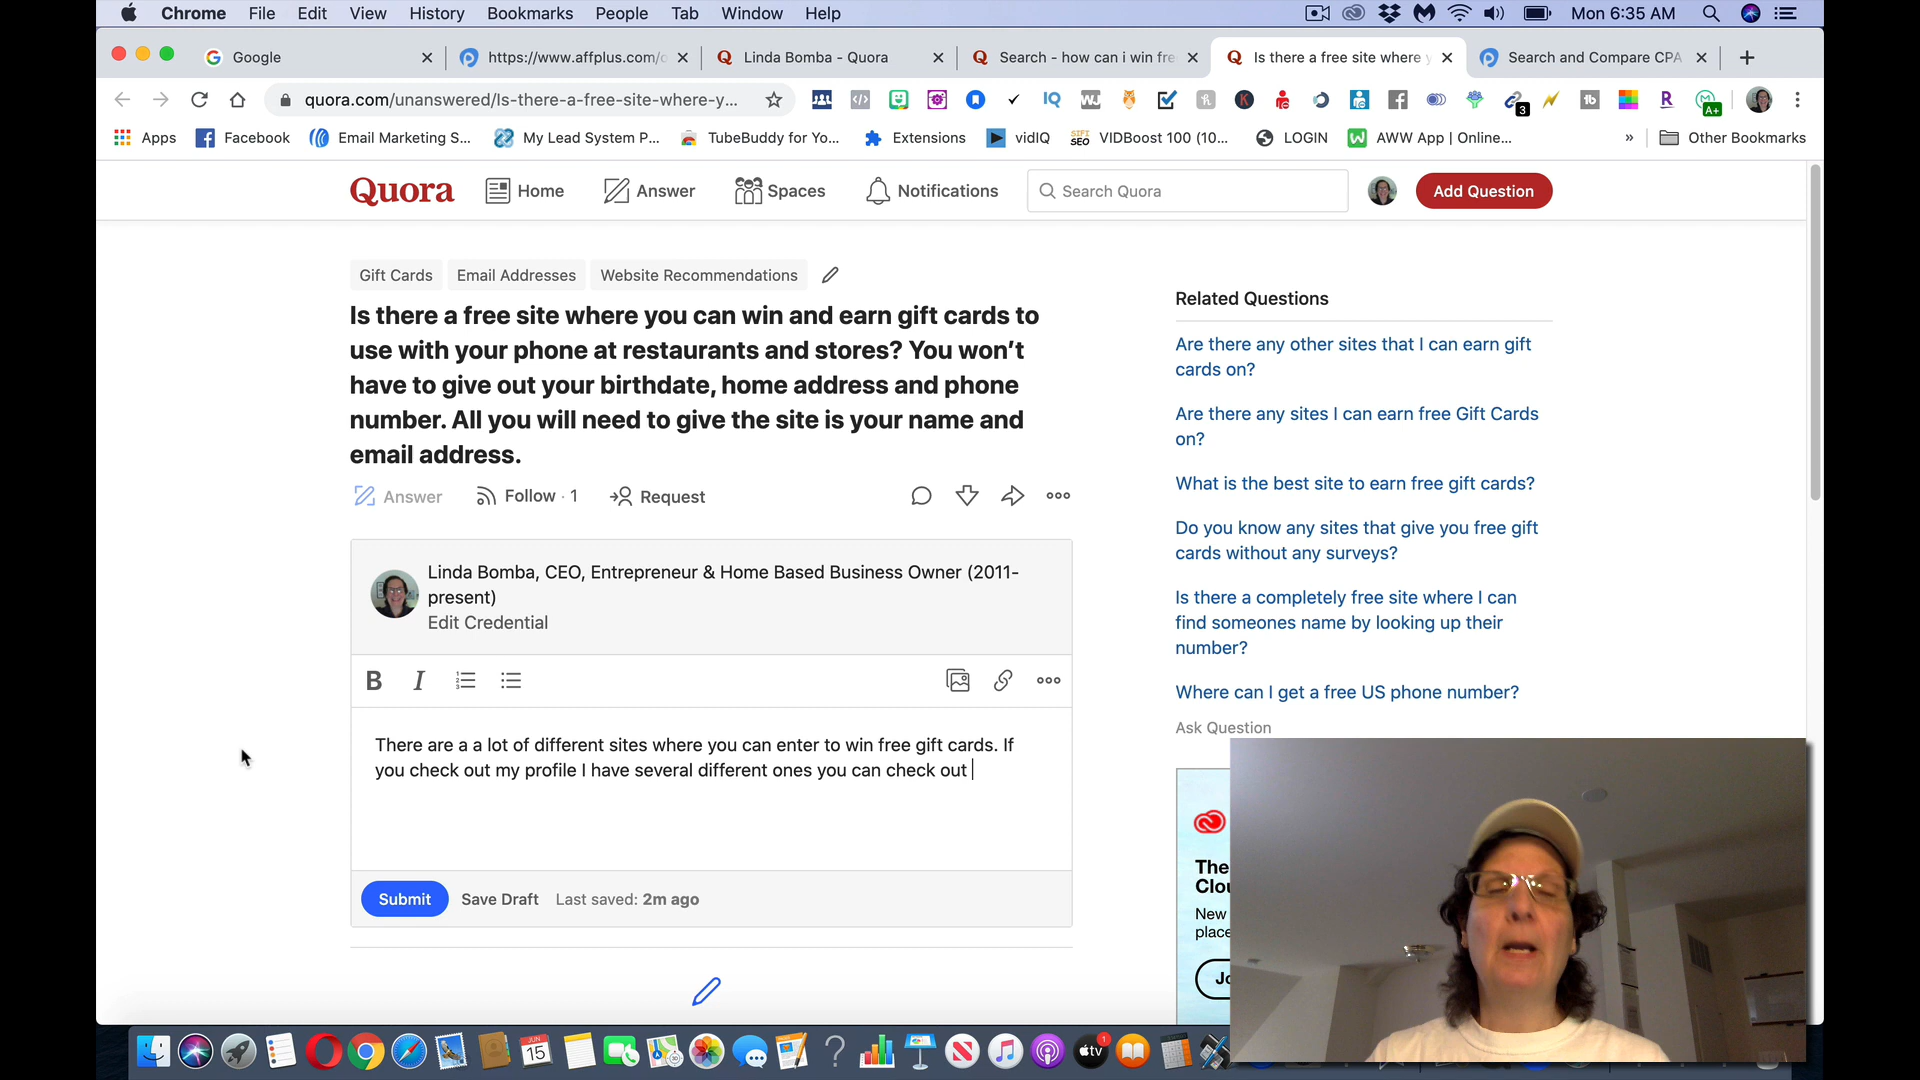 Chrome File Edit View History Bookmarks People Tab Window Help Mon 6:35 AM
Google https://www.affplus.com/o Linda Bomba - Quora Search - how can i win fre Is there a free site where y Search and Compare CPA
quora.com/unanswered/Is-there-a-free-site-where-y...
Apps Facebook Email Marketing S... My Lead System P... TubeBuddy for Yo... Extensions vidIQ VIDBoost 100 (10... LOGIN AWW App | Online... » Other Bookmarks
Quora Home Answer Spaces Notifications Search Quora Add Question
Gift Cards Email Addresses Website Recommendations
Is there a free site where you can win and earn gift cards to
use with your phone at restaurants and stores? You won’t
have to give out your birthdate, home address and phone
number. All you will need to give the site is your name and
email address.
Answer Follow · 1 Request
Linda Bomba, CEO, Entrepreneur & Home Based Business Owner (2011-
present)
Edit Credential
B I
There are a a lot of different sites where you can enter to win free gift cards. If
you check out my profile I have several different ones you can check out
Submit Save Draft Last saved: 2m ago
Related Questions
Are there any other sites that I can earn gift
cards on?
Are there any sites I can earn free Gift Cards
on?
What is the best site to earn free gift cards?
Do you know any sites that give you free gift
cards without any surveys?
Is there a completely free site where I can
find someones name by looking up their
number?
Where can I get a free US phone number?
Ask Question
The
Clou
New
place
Jo
JUN
15
tv
1